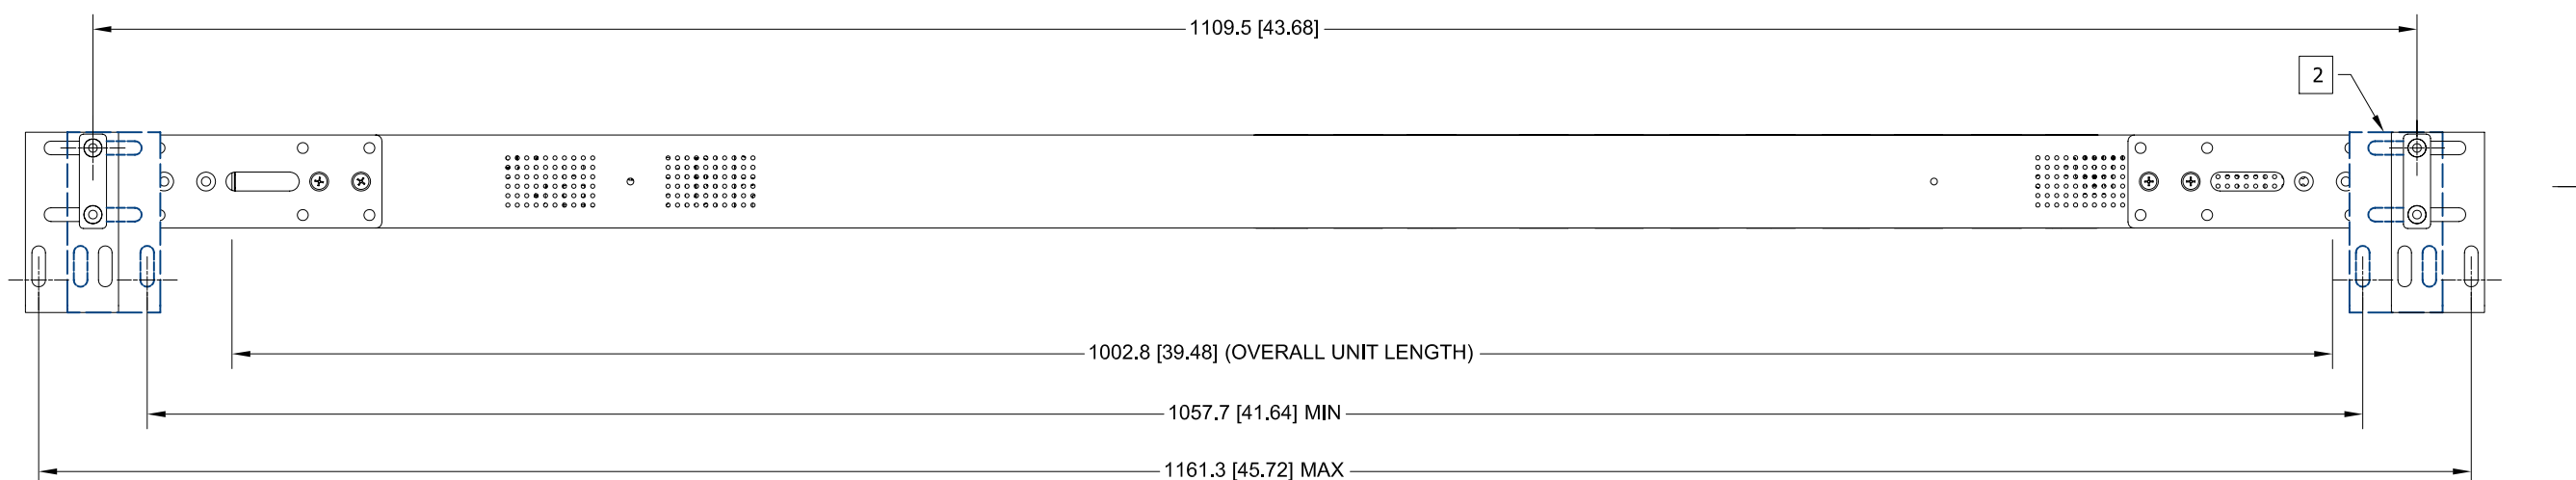 1109.5 [43.68]
2
1002.8 [39.48] (OVERALL UNIT LENGTH)
1057.7 [41.64] MIN
1161.3 [45.72] MAX